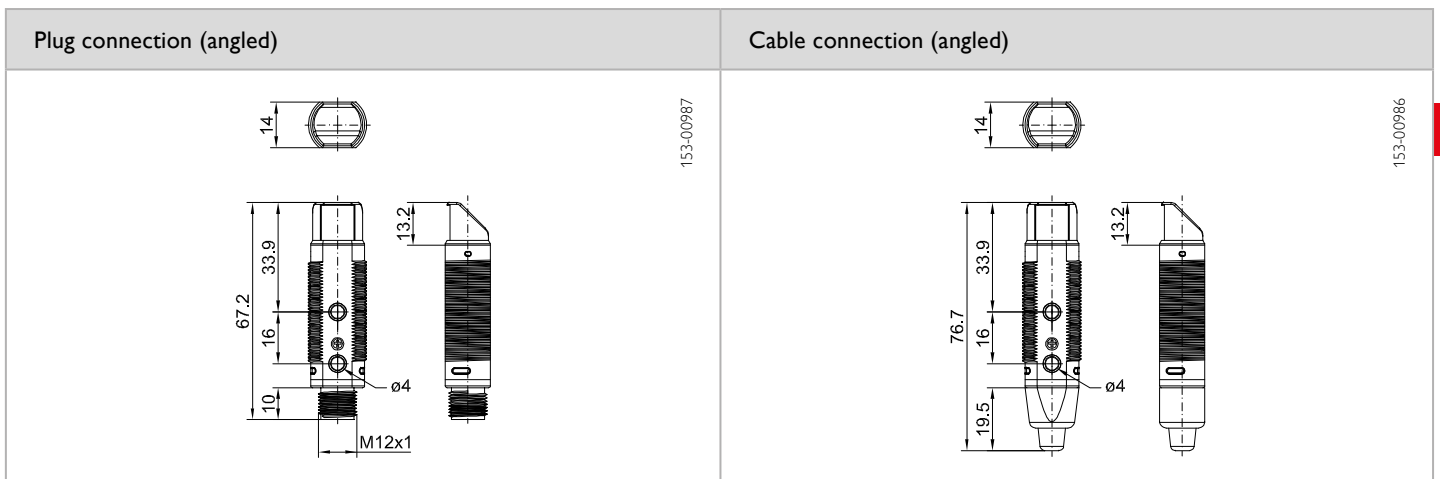 Plug connection (angled)
Cable connection (angled)
14
153-00987
67.2
33.9
16
10
13.2
ø4
M12x1
14
153-00986
76.7
33.9
16
19.5
13.2
ø4